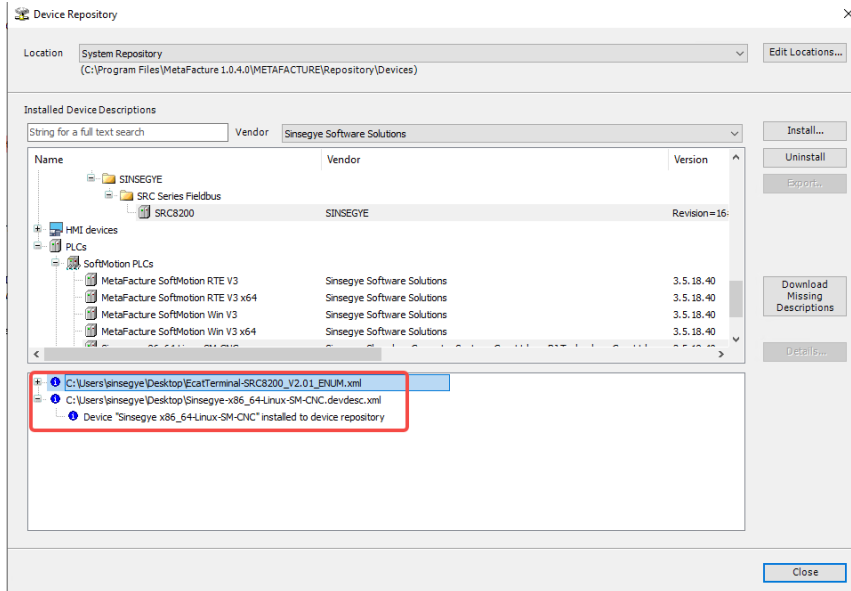 Device Repository
Location System Repository Edit Locations...
(C:\Program Files\MetaFacture 1.0.4.0\METAFACTURE\Repository\Devices)
Installed Device Descriptions
String for a full text search Vendor Sinsegye Software Solutions Install...
Name Vendor Version Uninstall
SINSEGYE Export...
SRC Series Fieldbus
SRC8200 SINSEGYE Revision=16
HMI devices
PLCs
SoftMotion PLCs
MetaFacture SoftMotion RTE V3 Sinsegye Software Solutions 3.5.18.40
MetaFacture Softmotion RTE V3 x64 Sinsegye Software Solutions 3.5.18.40
MetaFacture SoftMotion Win V3 Sinsegye Software Solutions 3.5.18.40
MetaFacture SoftMotion Win V3 x64 Sinsegye Software Solutions 3.5.18.40
Download
Missing
Descriptions
Details...
C:\Users\sinsegye\Desktop\EcatTerminal-SRC8200_V2.01_ENUM.xml
C:\Users\sinsegye\Desktop\Sinsegye-x86_64-Linux-SM-CNC.devdesc.xml
Device "Sinsegye x86_64-Linux-SM-CNC" installed to device repository
Close